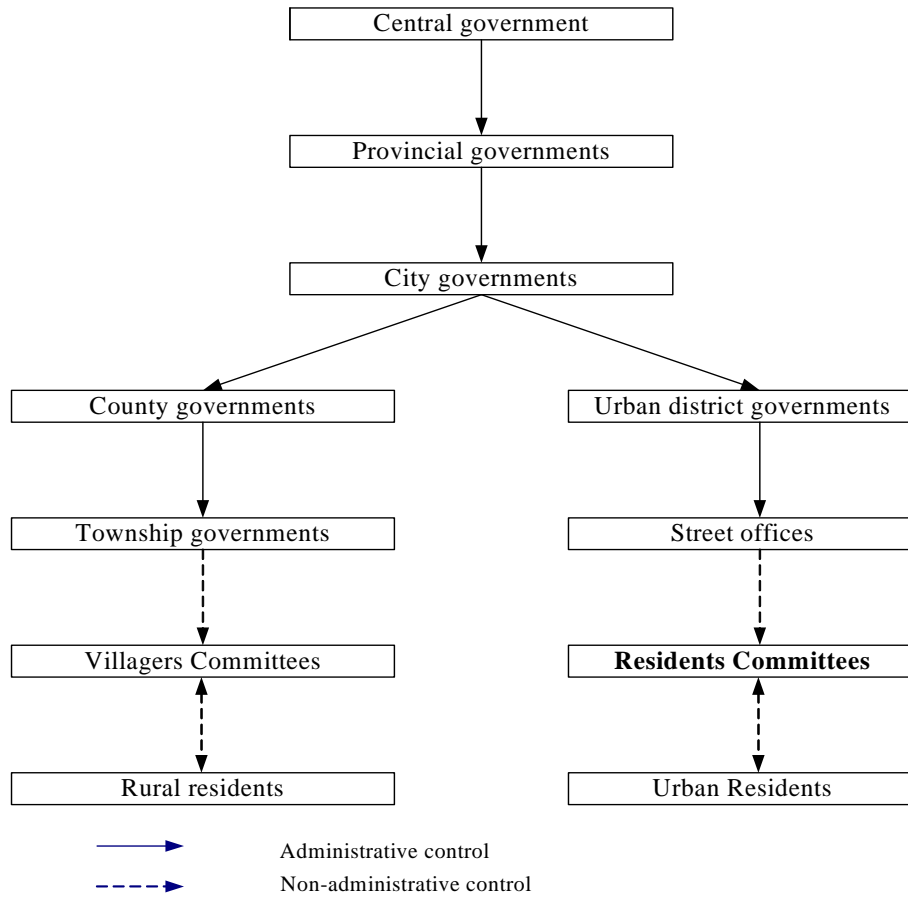 Central government
Provincial governments
City governments
County governments
Urban district governments
Township governments
Street offices
Villagers Committees
Residents Committees
Rural residents
Urban Residents
Administrative control
Non-administrative control